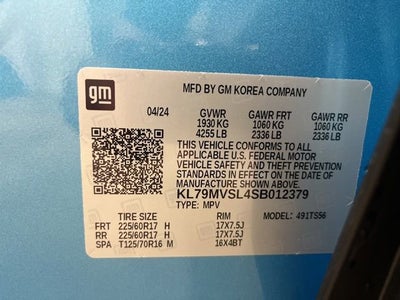 gm
MFD BY GM KOREA COMPANY
04/24 GVWR GAWR FRT GAWR RR
1930 KG 1060 KG 1060 KG
4255 LB 2336 LB 2336 LB
THIS VEHICLE CONFORMS TO ALL
APPLICABLE U.S. FEDERAL MOTOR
VEHICLE SAFETY AND THEFT PREVENTION
STANDARDS IN EFFECT ON THE DATE OF
MANUFACTURE SHOWN ABOVE.
KL79MVSL4SB012379
TYPE: MPV MODEL: 491TS56
TIRE SIZE RIM
FRT 225/60R17 H 17X7.5J
RR 225/60R17 H 17X7.5J
SPA T125/70R16 M 16X4BT